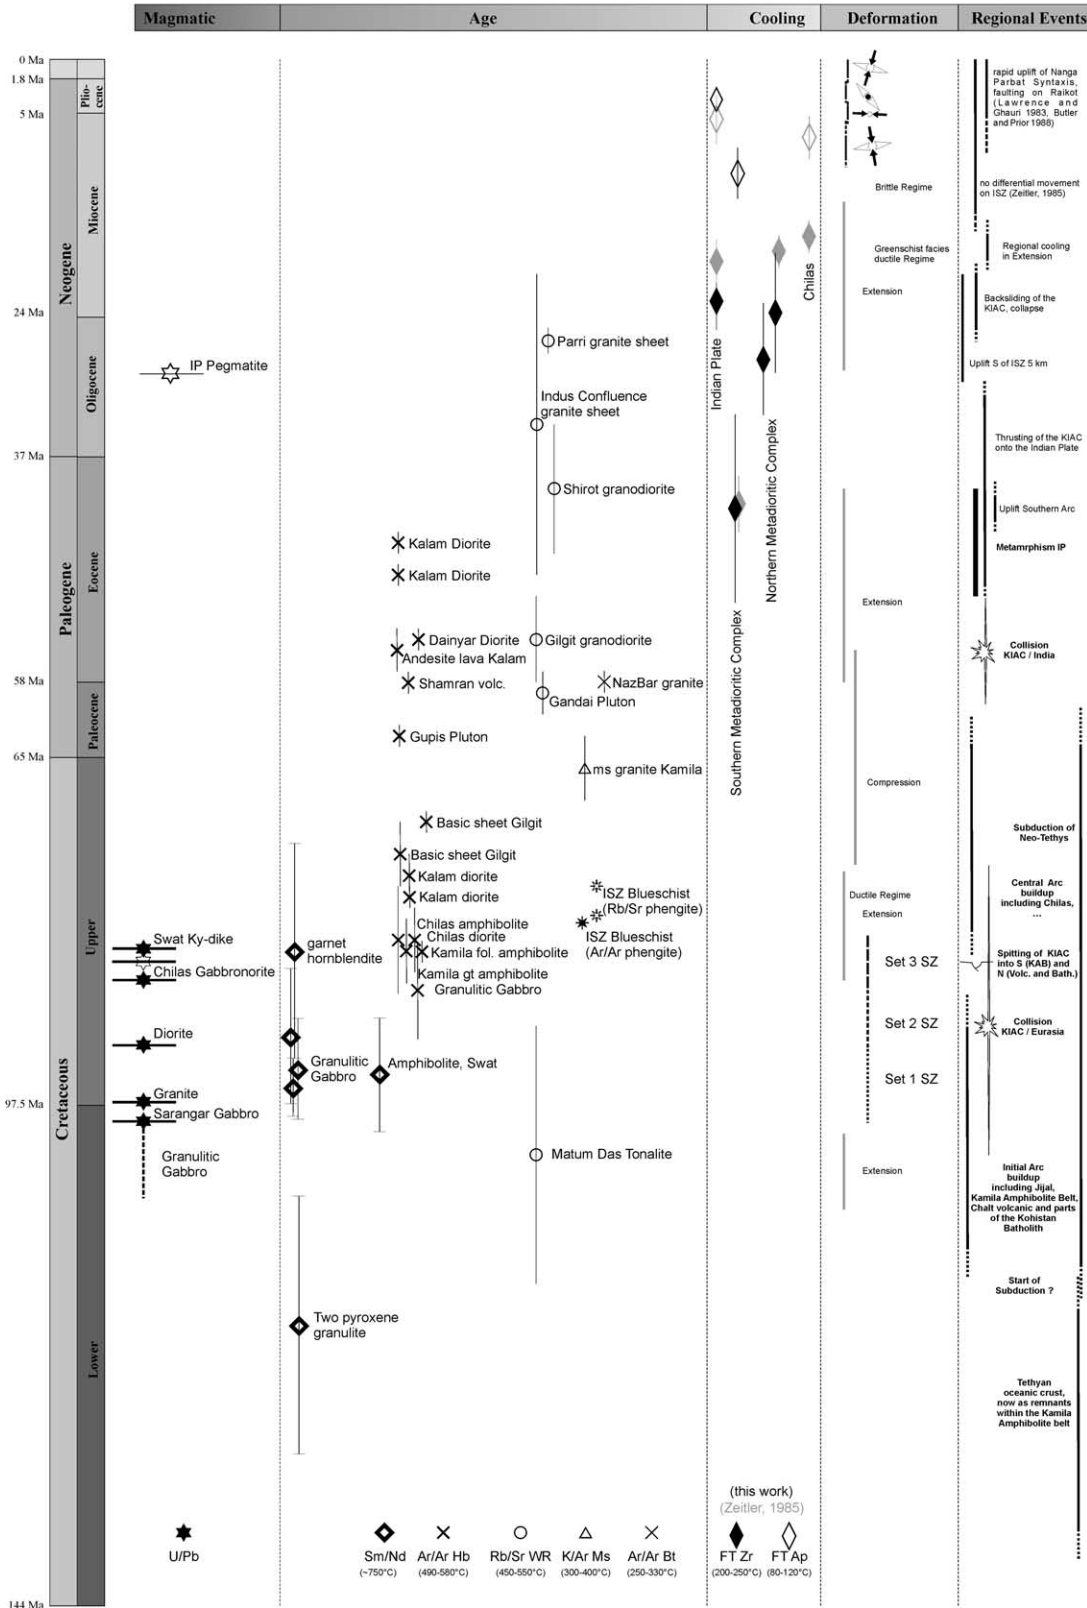 Magmatic
Age
Cooling
Deformation
Regional Events
0 Ma
1.8 Ma
5 Ma
24 Ma
37 Ma
58 Ma
65 Ma
97.5 Ma
144 Ma
Neogene
Paleogene
Cretaceous
Plio-
cene
Miocene
Oligocene
Eocene
Paleocene
Upper
Lower
IP Pegmatite
Swat Ky-dike
Chilas Gabbronorite
Diorite
Granite
Sarangar Gabbro
Granulitic
Gabbro
Parri granite sheet
Indus Confluence
granite sheet
Shirot granodiorite
Kalam Diorite
Kalam Diorite
Dainyar Diorite
Gilgit granodiorite
Andesite lava Kalam
Shamran volc.
NazBar granite
Gandai Pluton
Gupis Pluton
ms granite Kamila
Basic sheet Gilgit
Basic sheet Gilgit
Kalam diorite
Kalam diorite
ISZ Blueschist
(Rb/Sr phengite)
ISZ Blueschist
(Ar/Ar phengite)
garnet
hornblendite
Chilas amphibolite
Chilas diorite
Kamila fol. amphibolite
Kamila gt amphibolite
Granulitic Gabbro
Granulitic
Gabbro
Amphibolite, Swat
Matum Das Tonalite
Two pyroxene
granulite
Indian Plate
Southern Metadioritic Complex
Northern Metadioritic Complex
Chilas
Brittle Regime
Greenschist facies
ductile Regime
Extension
Extension
Compression
Ductile Regime
Extension
Set 3 SZ
Set 2 SZ
Set 1 SZ
Extension
rapid uplift of Nanga
Parbat Syntaxis,
faulting on Raikot
(Lawrence and
Ghauri 1983, Butler
and Prior 1988)
no differential movement
on ISZ (Zeitler, 1985)
Regional cooling
in Extension
Backsliding of the
KIAC, collapse
Uplift S of ISZ 5 km
Thrusting of the KIAC
onto the Indian Plate
Uplift Southern Arc
Metamrphism IP
Collision
KIAC / India
Subduction of
Neo-Tethys
Central Arc
buildup
including Chilas,
...
Spitting of KIAC
into S (KAB) and
N (Volc. and Bath.)
Collision
KIAC / Eurasia
Initial Arc
buildup
including Jijal,
Kamila Amphibolite Belt,
Chalt volcanic and parts
of the Kohistan
Batholith
Start of
Subduction ?
Tethyan
oceanic crust,
now as remnants
within the Kamila
Amphibolite belt
(this work)
(Zeitler, 1985)
U/Pb
Sm/Nd
(~750°C)
Ar/Ar Hb
(490-580°C)
Rb/Sr WR
(450-550°C)
K/Ar Ms
(300-400°C)
Ar/Ar Bt
(250-330°C)
FT Zr
(200-250°C)
FT Ap
(80-120°C)